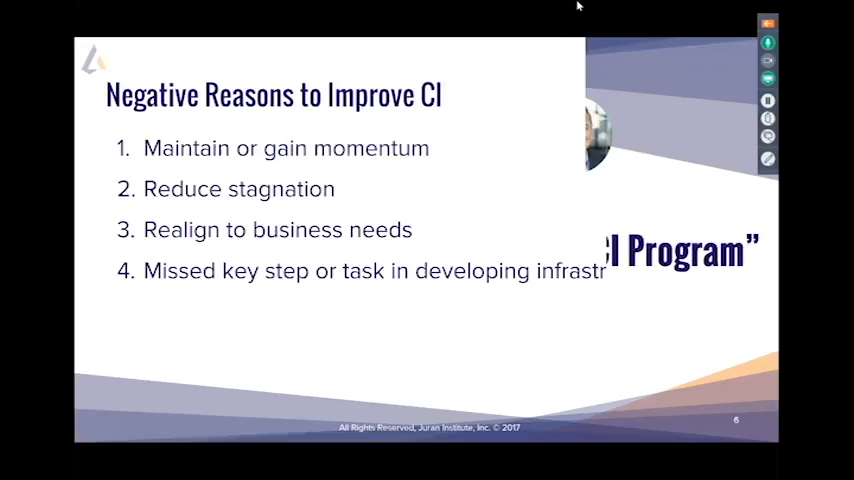 Negative Reasons to Improve CI
1. Maintain or gain momentum
2. Reduce stagnation
3. Realign to business needs
4. Missed key step or task in developing infrastr
I Program”
All Rights Reserved, Juran Institute, Inc. © 2017
6